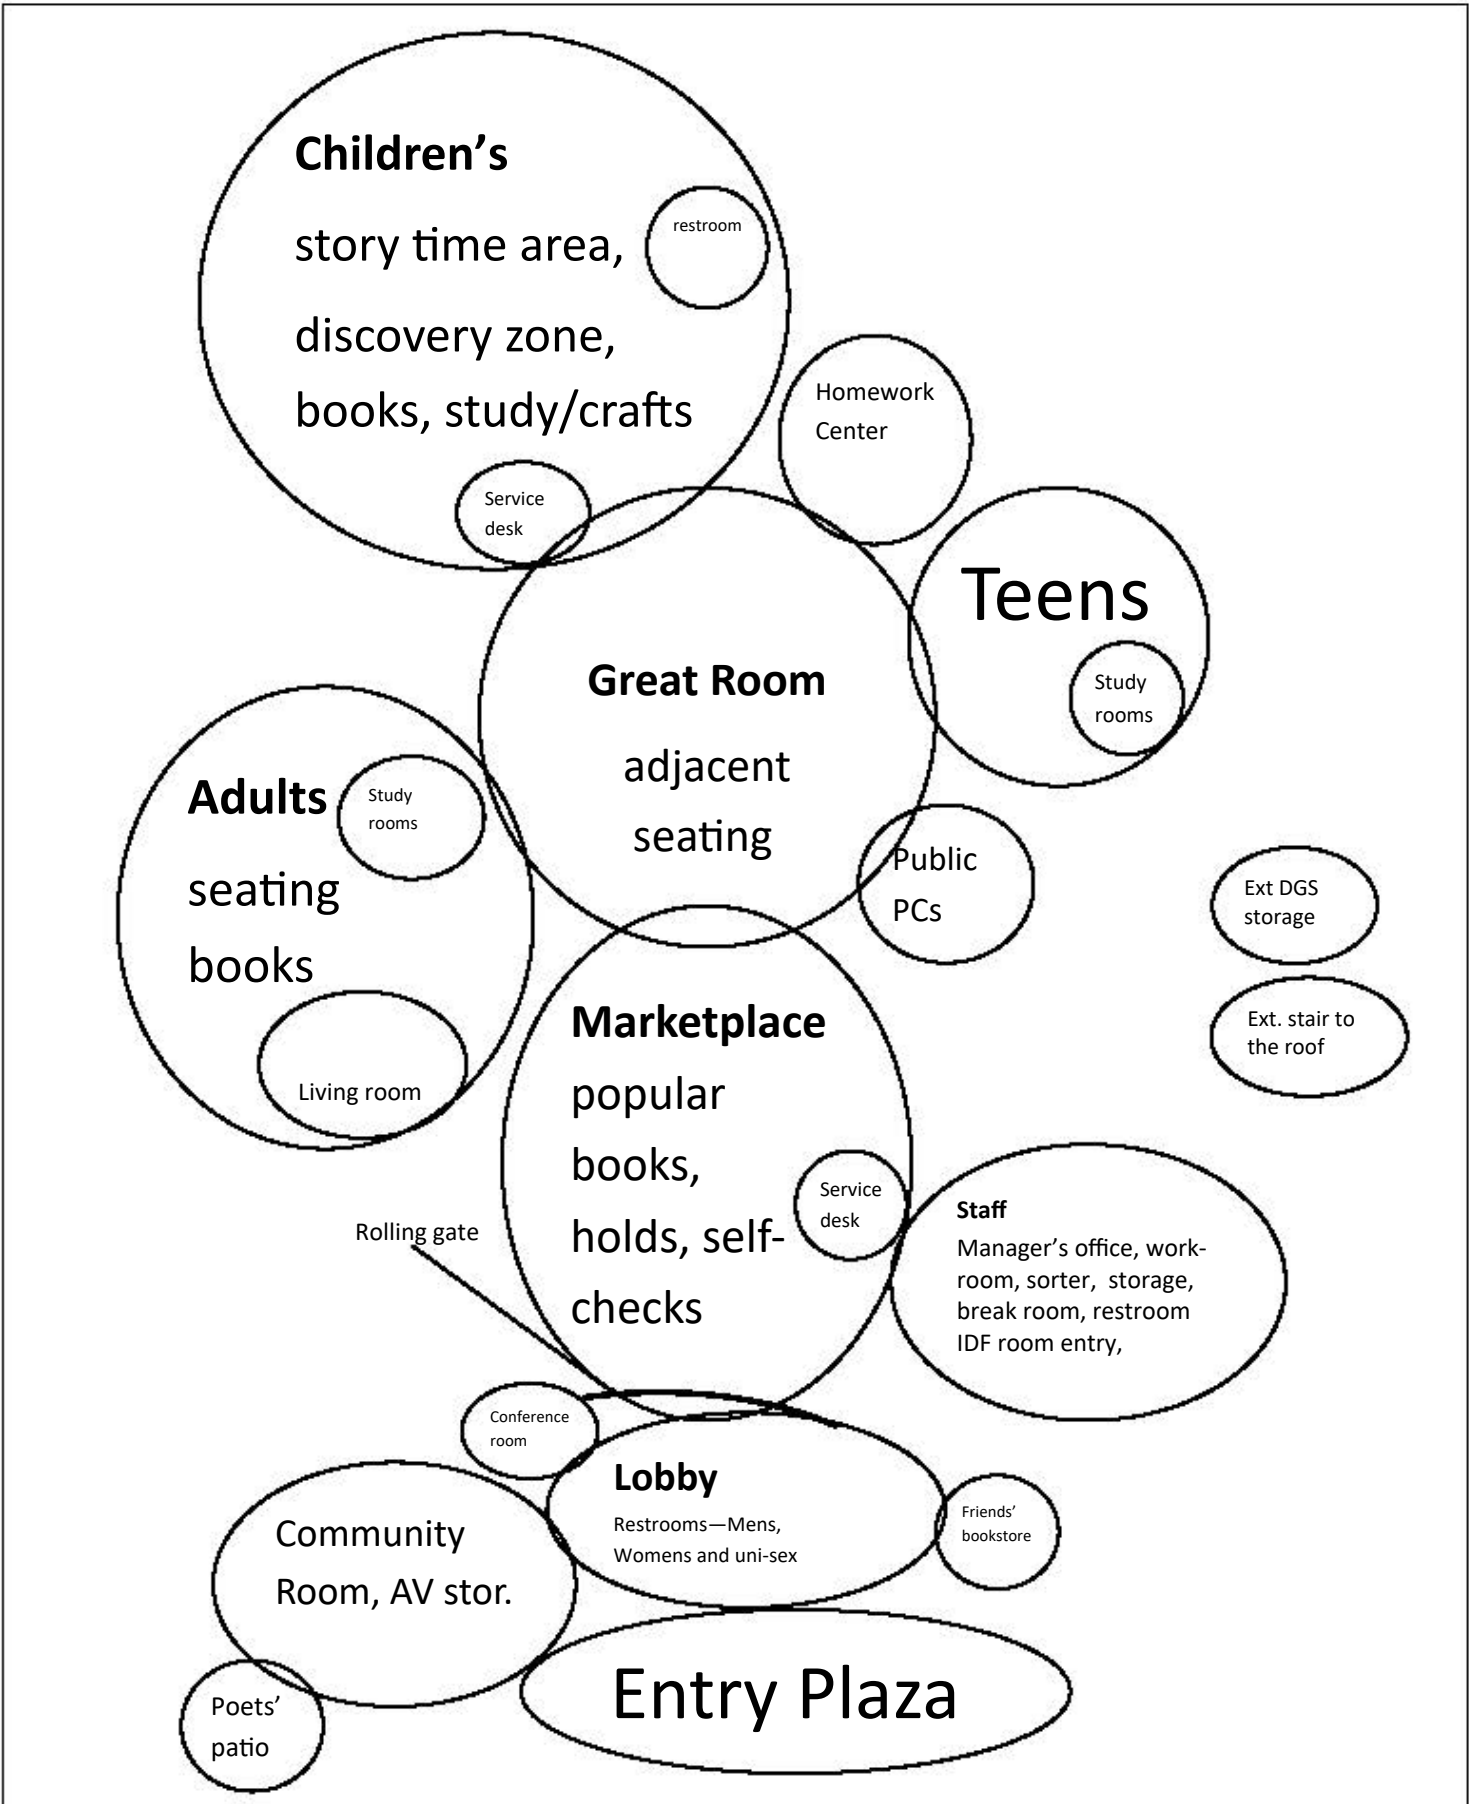 Children’s
story time area,
restroom
discovery zone,
books, study/crafts
Homework
Center
Service
desk
Teens
Study
rooms
Great Room
adjacent
seating
Adults
Study
rooms
seating
books
Living room
Public
PCs
Ext DGS
storage
Ext. stair to
the roof
Marketplace
popular
books,
holds, self-
checks
Service
desk
Staff
Manager’s office, work-
room, sorter,  storage,
break room, restroom
IDF room entry,
Rolling gate
Conference
room
Lobby
Restrooms—Mens,
Womens and uni-sex
Friends’
bookstore
Community
Room, AV stor.
Entry Plaza
Poets’
patio